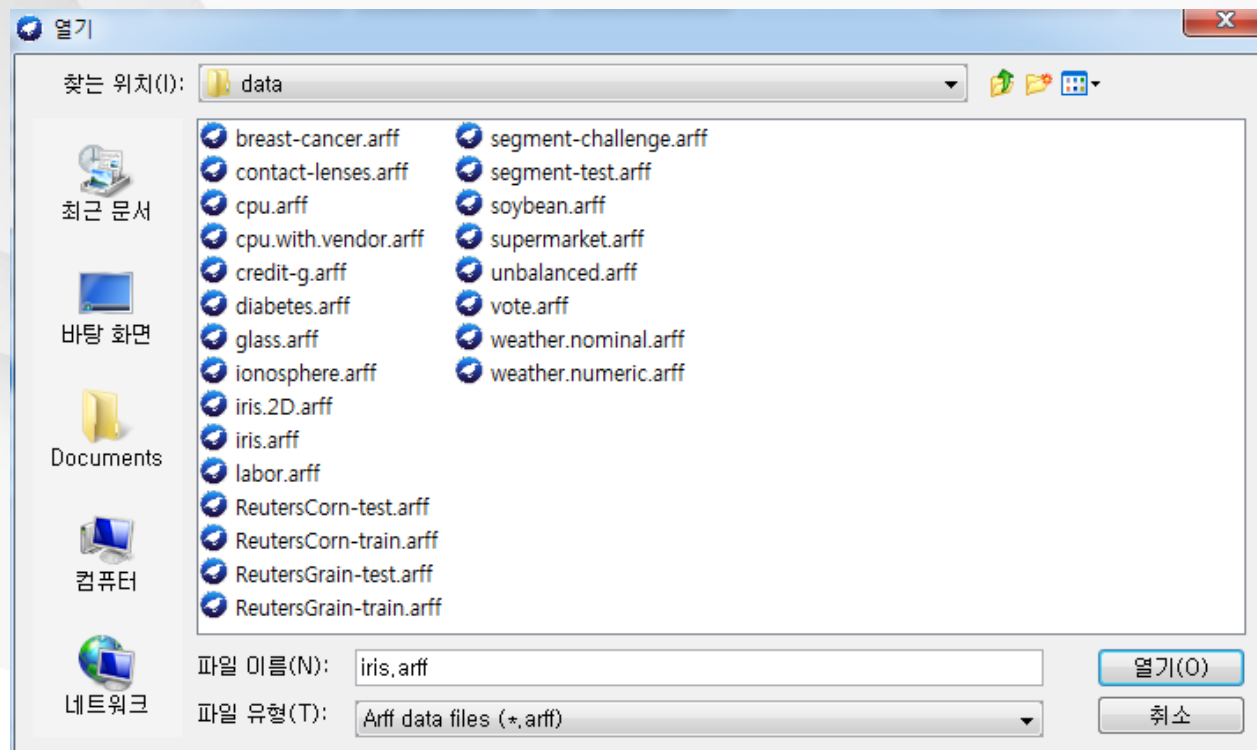 열기
찾는 위치(I): data
breast-cancer.arff
contact-lenses.arff
cpu.arff
cpu.with.vendor.arff
credit-g.arff
diabetes.arff
glass.arff
ionosphere.arff
iris.2D.arff
iris.arff
labor.arff
ReutersCorn-test.arff
ReutersCorn-train.arff
ReutersGrain-test.arff
ReutersGrain-train.arff
segment-challenge.arff
segment-test.arff
soybean.arff
supermarket.arff
unbalanced.arff
vote.arff
weather.nominal.arff
weather.numeric.arff
최근 문서
바탕 화면
Documents
컴퓨터
네트워크
파일 이름(N): iris.arff
열기(O)
파일 유형(T): Arff data files (*.arff)
취소